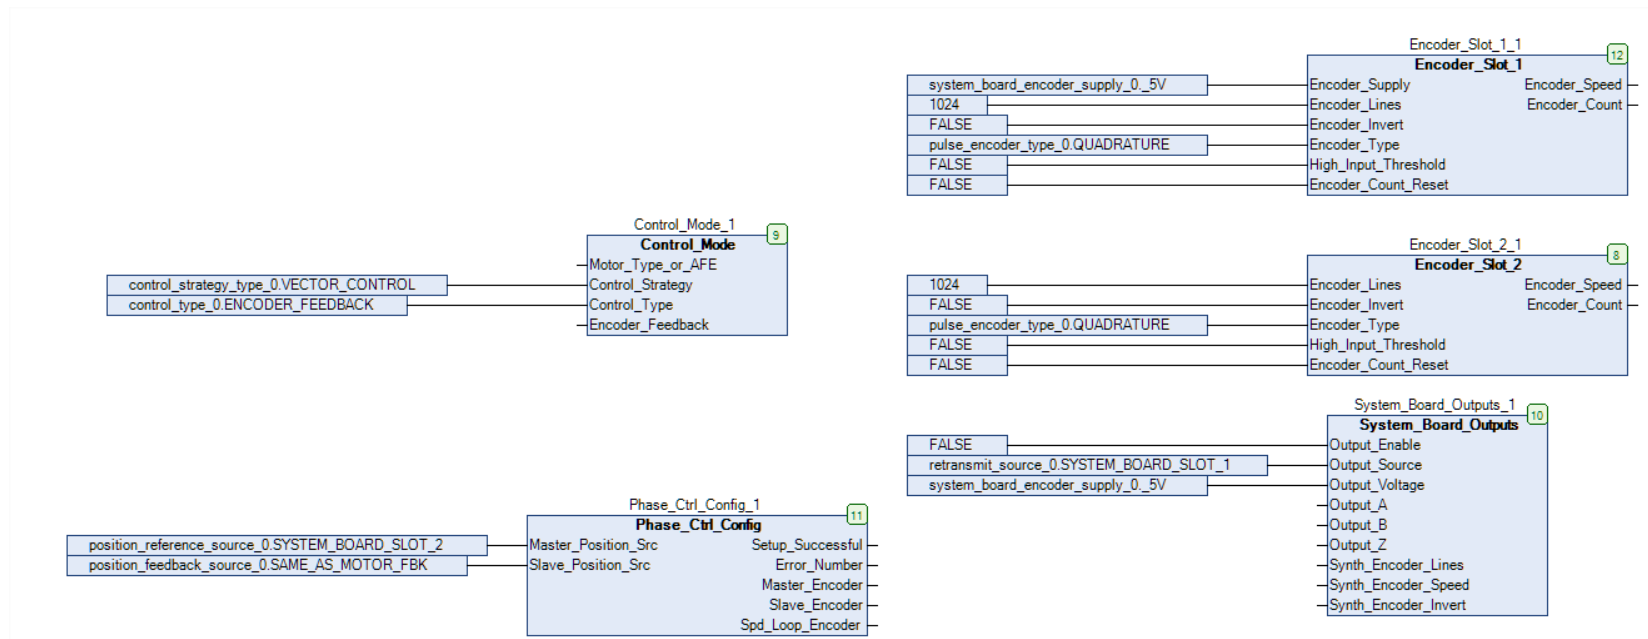 Encoder_Slot_1_1
12
Encoder_Slot_1
system_board_encoder_supply_0._5V Encoder_Supply Encoder_Speed
1024 Encoder_Lines Encoder_Count
FALSE Encoder_Invert
pulse_encoder_type_0.QUADRATURE Encoder_Type
FALSE High_Input_Threshold
FALSE Encoder_Count_Reset
Control_Mode_1
9
Control_Mode
Motor_Type_or_AFE
control_strategy_type_0.VECTOR_CONTROL Control_Strategy
control_type_0.ENCODER_FEEDBACK Control_Type
Encoder_Feedback
Encoder_Slot_2_1
8
Encoder_Slot_2
1024 Encoder_Lines Encoder_Speed
FALSE Encoder_Invert Encoder_Count
pulse_encoder_type_0.QUADRATURE Encoder_Type
FALSE High_Input_Threshold
FALSE Encoder_Count_Reset
System_Board_Outputs_1
10
System_Board_Outputs
FALSE Output_Enable
retransmit_source_0.SYSTEM_BOARD_SLOT_1 Output_Source
system_board_encoder_supply_0._5V Output_Voltage
Output_A
Output_B
Output_Z
Synth_Encoder_Lines
Synth_Encoder_Speed
Synth_Encoder_Invert
Phase_Ctrl_Config_1
11
Phase_Ctrl_Config
position_reference_source_0.SYSTEM_BOARD_SLOT_2 Master_Position_Src Setup_Successful
position_feedback_source_0.SAME_AS_MOTOR_FBK Slave_Position_Src Error_Number
Master_Encoder
Slave_Encoder
Spd_Loop_Encoder